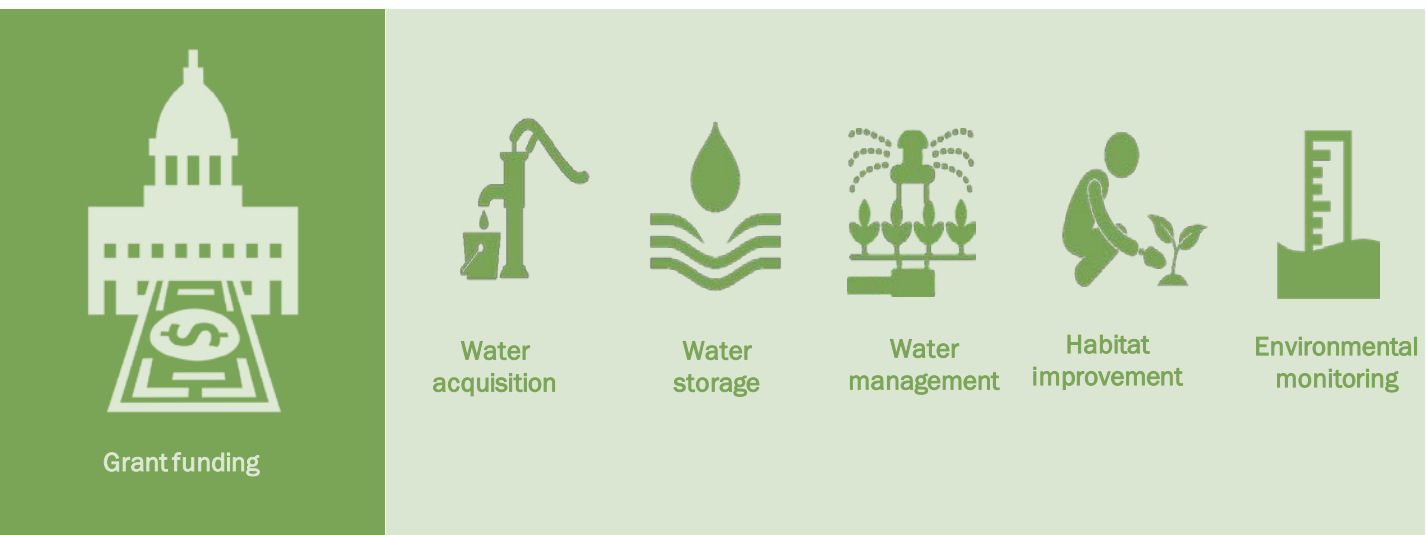 Grant funding
Water
acquisition
Water
storage
Water
management
Habitat
improvement
Environmental
monitoring